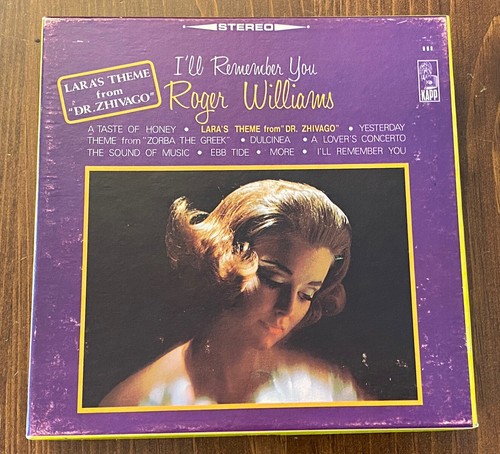 STEREO
LARA'S THEME
from
"DR. ZHIVAGO"
I'll Remember You
Roger Williams
KAPP
A TASTE OF HONEY • LARA'S THEME from "DR. ZHIVAGO" • YESTERDAY
THEME from "ZORBA THE GREEK" • DULCINEA • A LOVER'S CONCERTO
THE SOUND OF MUSIC • EBB TIDE • MORE • I'LL REMEMBER YOU